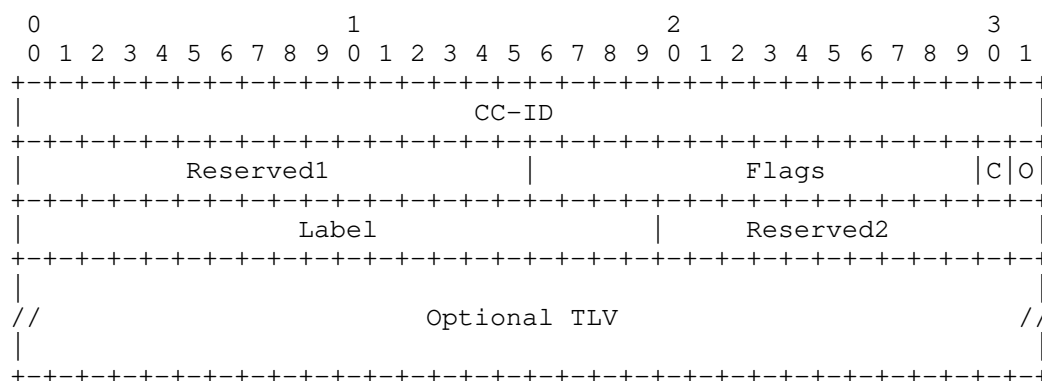 0                   1                   2                   3
 0 1 2 3 4 5 6 7 8 9 0 1 2 3 4 5 6 7 8 9 0 1 2 3 4 5 6 7 8 9 0 1
+-+-+-+-+-+-+-+-+-+-+-+-+-+-+-+-+-+-+-+-+-+-+-+-+-+-+-+-+-+-+-+-+
|                            CC-ID                              |
+-+-+-+-+-+-+-+-+-+-+-+-+-+-+-+-+-+-+-+-+-+-+-+-+-+-+-+-+-+-+-+-+
|          Reserved1            |             Flags         |C|O|
+-+-+-+-+-+-+-+-+-+-+-+-+-+-+-+-+-+-+-+-+-+-+-+-+-+-+-+-+-+-+-+-+
|                 Label                 |     Reserved2         |
+-+-+-+-+-+-+-+-+-+-+-+-+-+-+-+-+-+-+-+-+-+-+-+-+-+-+-+-+-+-+-+-+
|                                                               |
//                        Optional TLV                         //
|                                                               |
+-+-+-+-+-+-+-+-+-+-+-+-+-+-+-+-+-+-+-+-+-+-+-+-+-+-+-+-+-+-+-+-+